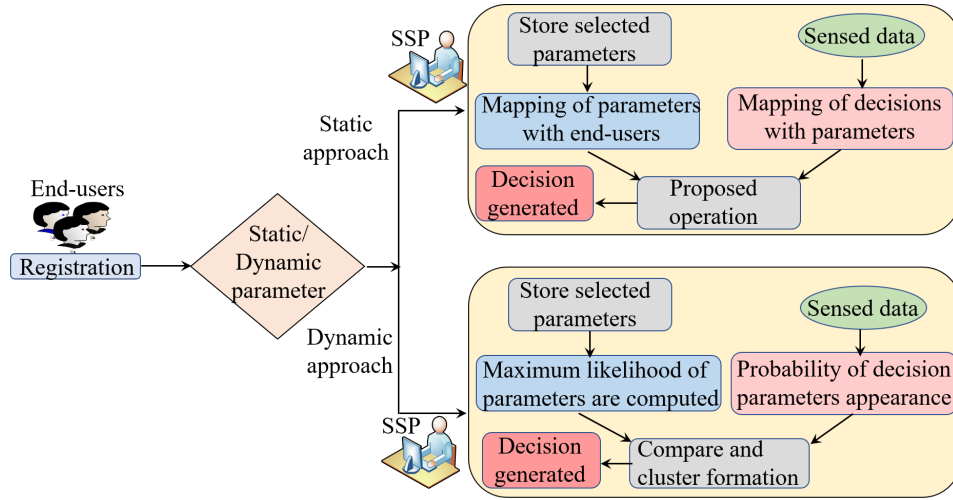 End-users
Registration
Static/
Dynamic
parameter
Static
approach
Dynamic
approach
SSP
Store selected
parameters
Sensed data
Mapping of parameters
with end-users
Mapping of decisions
with parameters
Decision
generated
Proposed
operation
SSP
Store selected
parameters
Sensed data
Maximum likelihood of
parameters are computed
Probability of decision
parameters appearance
Decision
generated
Compare and
cluster formation